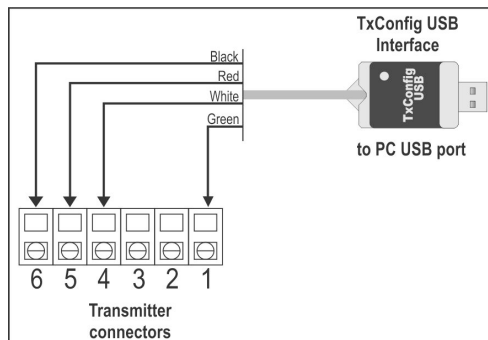 TxConfig USB
Interface
Black
Red
White
Green
TxConfig
USB
to PC USB port
6 5 4 3 2 1
Transmitter
connectors